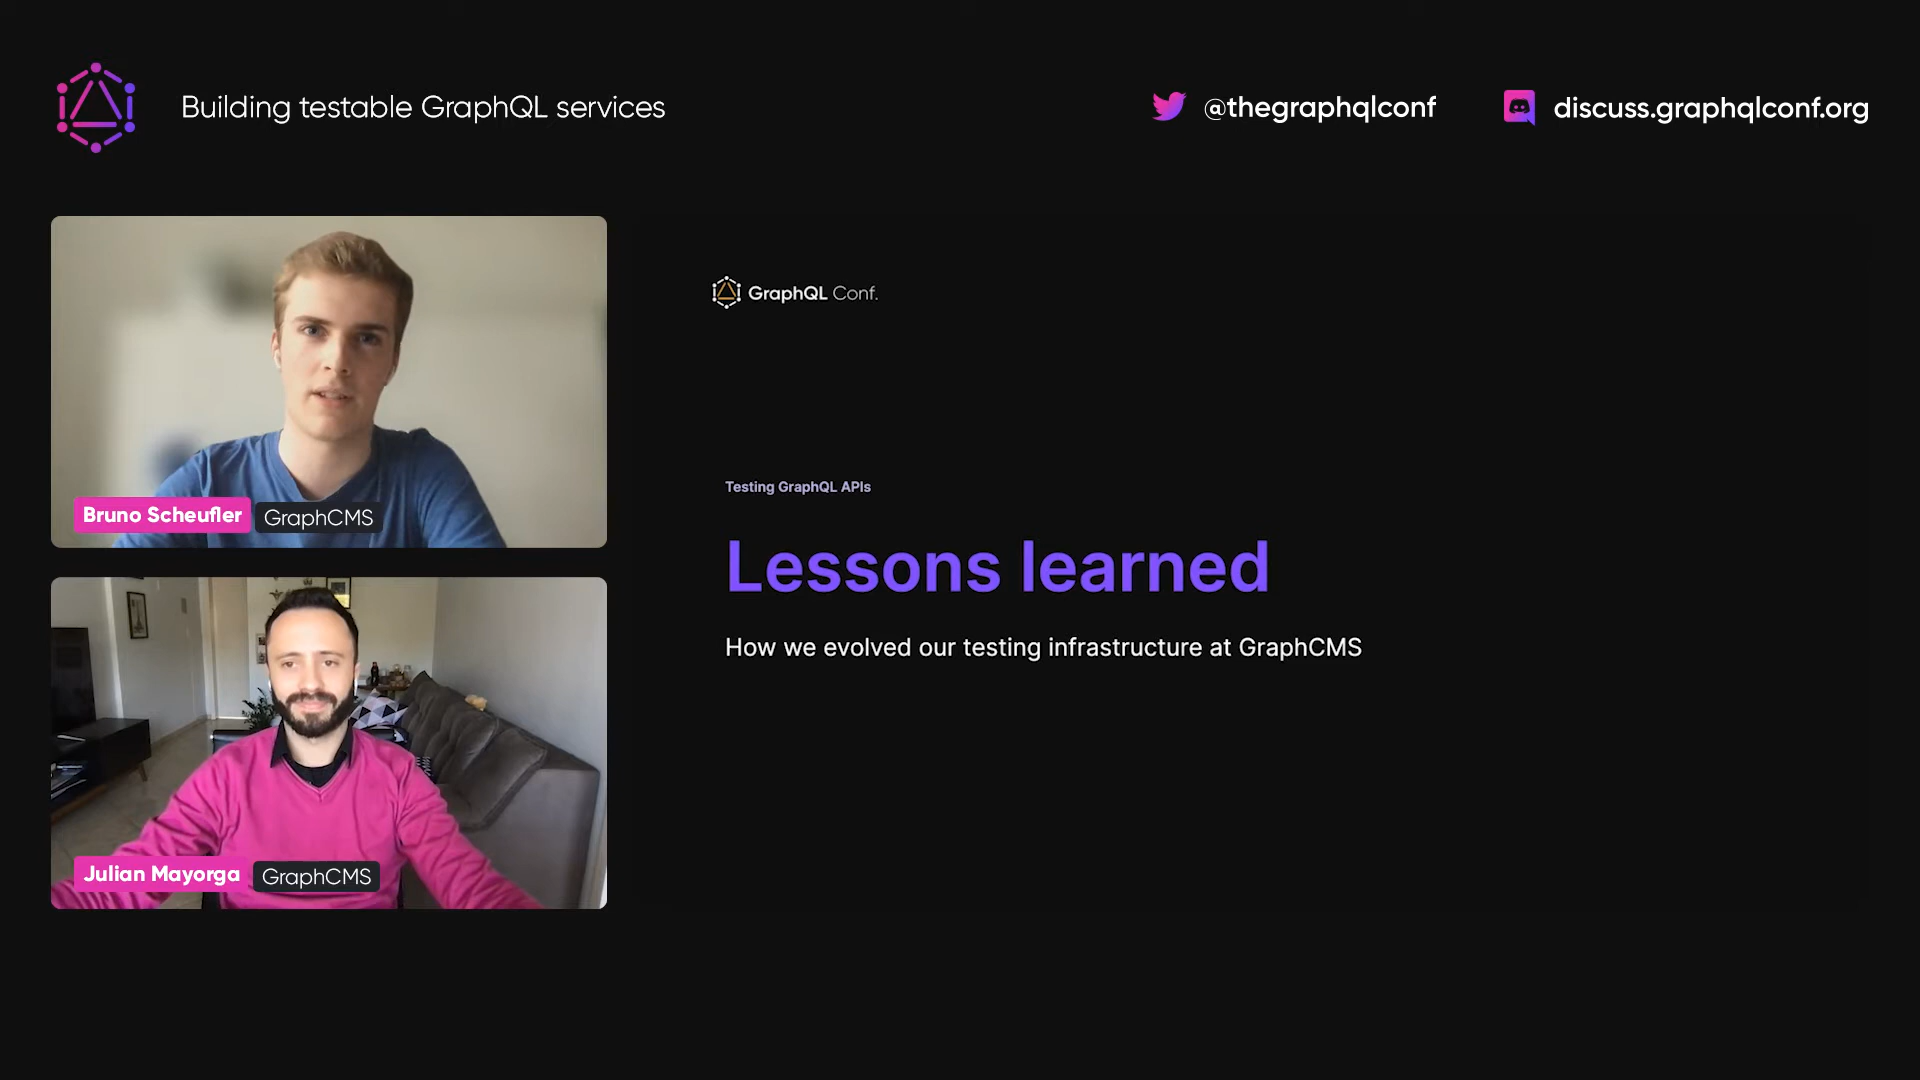 Building testable GraphQL services
@thegraphqlconf
discuss.graphqlconf.org
Bruno Scheufler
GraphCMS
Julian Mayorga
GraphCMS
GraphQL Conf.
Testing GraphQL APIs
Lessons learned
How we evolved our testing infrastructure at GraphCMS